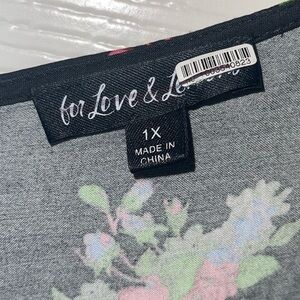 for Love & L
1X
MADE IN
CHINA